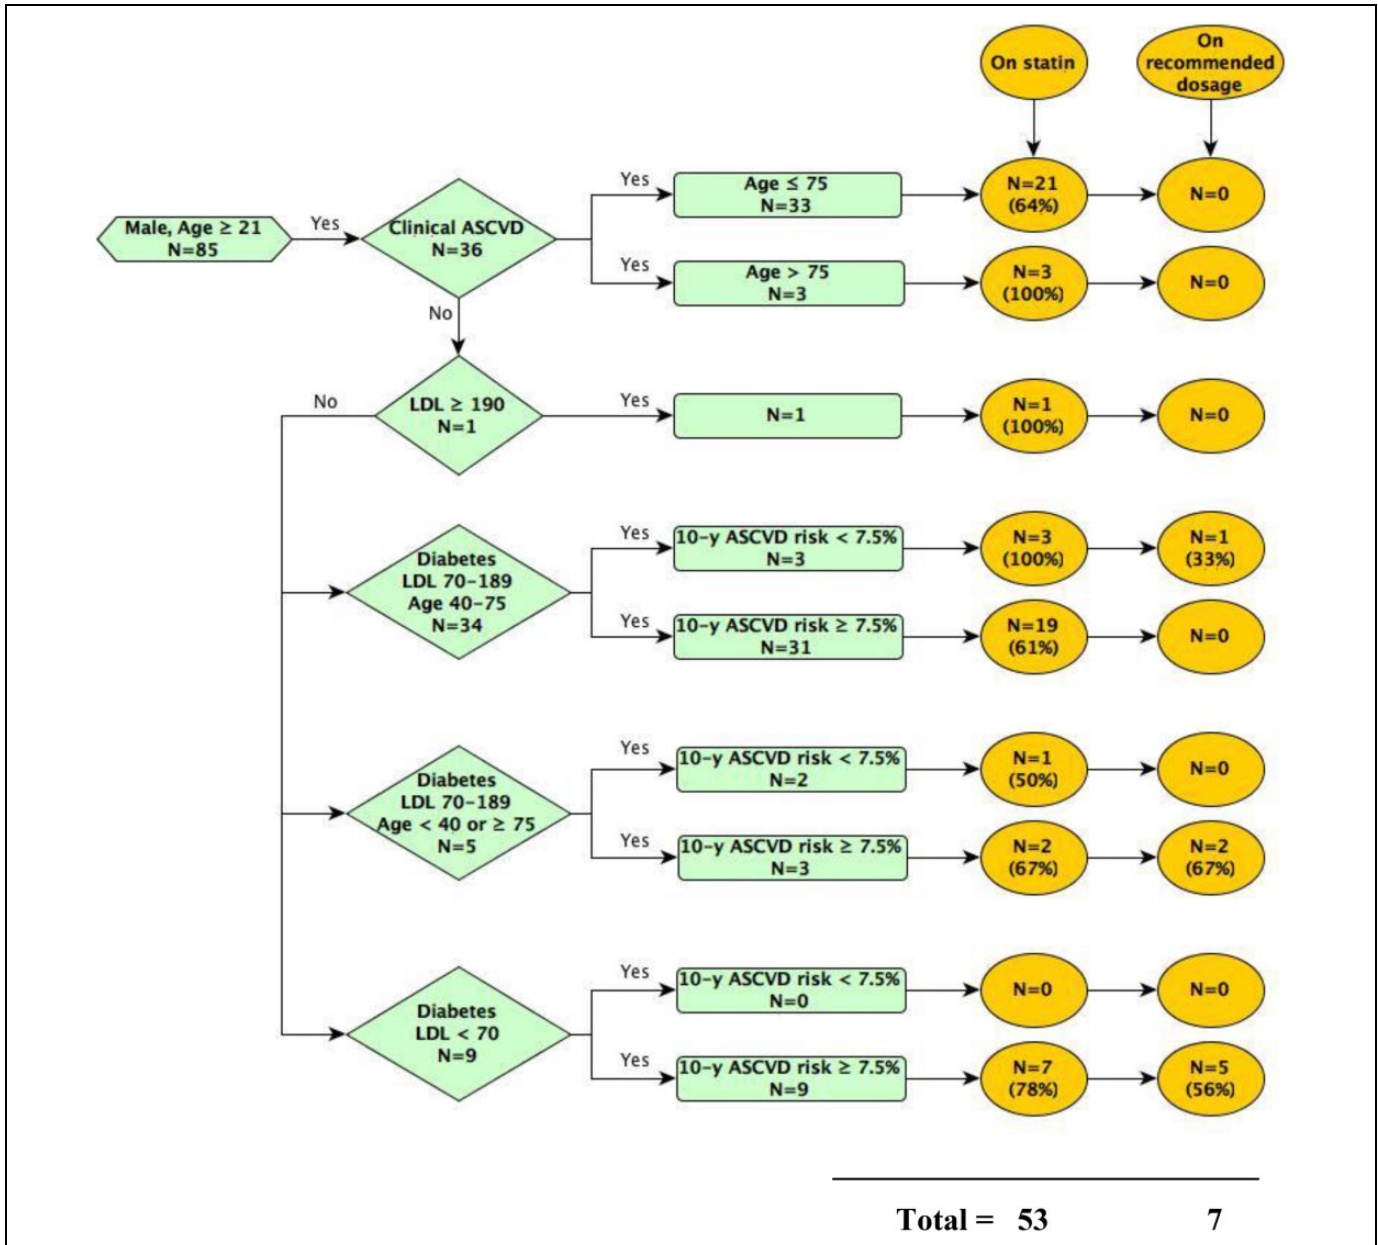 On statin
On
recommended
dosage
Male, Age ≥ 21
N=85
Yes
Clinical ASCVD
N=36
Yes
Age ≤ 75
N=33
N=21
(64%)
N=0
Yes
Age > 75
N=3
N=3
(100%)
N=0
No
No
LDL ≥ 190
N=1
Yes
N=1
N=1
(100%)
N=0
Diabetes
LDL 70-189
Age 40-75
N=34
Yes
10-y ASCVD risk < 7.5%
N=3
N=3
(100%)
N=1
(33%)
Yes
10-y ASCVD risk ≥ 7.5%
N=31
N=19
(61%)
N=0
Diabetes
LDL 70-189
Age < 40 or ≥ 75
N=5
Yes
10-y ASCVD risk < 7.5%
N=2
N=1
(50%)
N=0
Yes
10-y ASCVD risk ≥ 7.5%
N=3
N=2
(67%)
N=2
(67%)
Diabetes
LDL < 70
N=9
Yes
10-y ASCVD risk < 7.5%
N=0
N=0
N=0
Yes
10-y ASCVD risk ≥ 7.5%
N=9
N=7
(78%)
N=5
(56%)
Total = 53 7